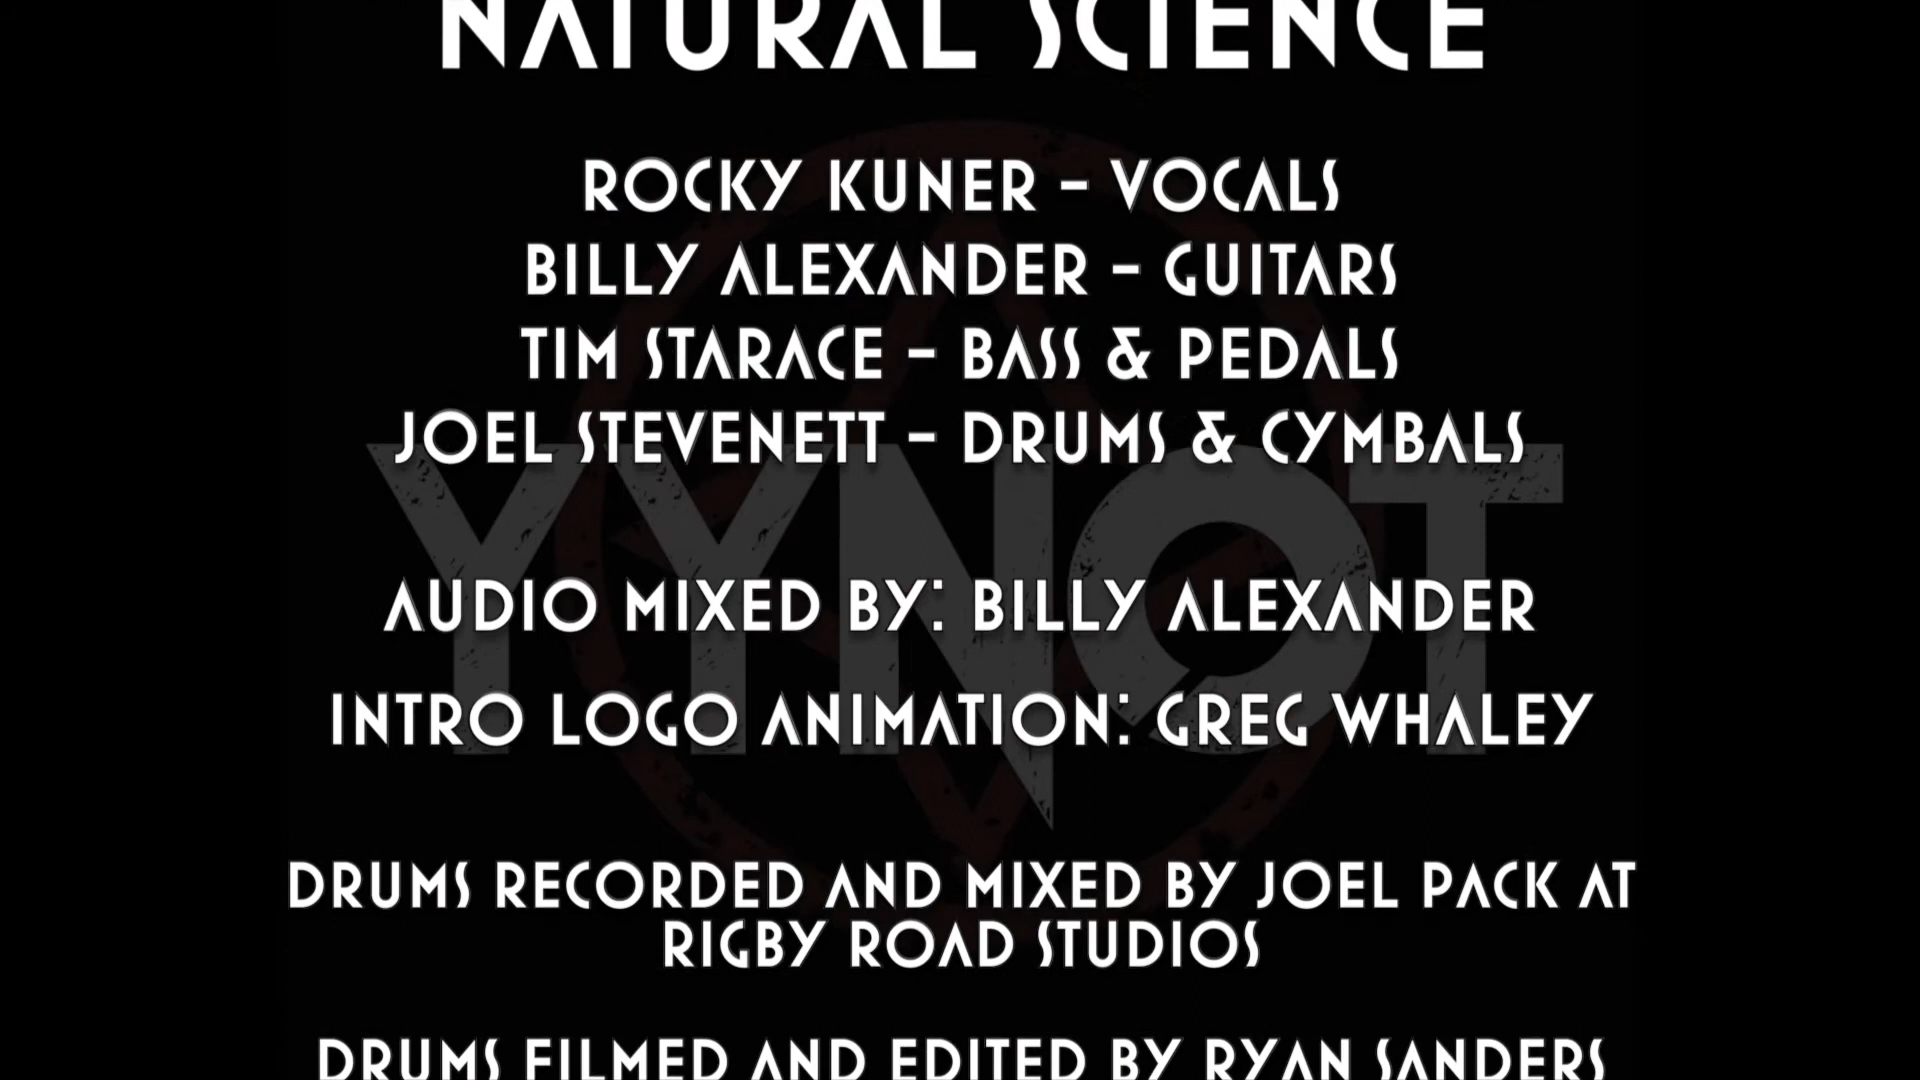 NATURAL SCIENCE
ROCKY KUNER - VOCALS
BILLY ALEXANDER - GUITARS
TIM STARACE - BASS & PEDALS
JOEL STEVENETT - DRUMS & CYMBALS
YYNOT
AUDIO MIXED BY: BILLY ALEXANDER
INTRO LOGO ANIMATION: GREG WHALEY
DRUMS RECORDED AND MIXED BY JOEL PACK AT
RIGBY ROAD STUDIOS
DRUMS FILMED AND EDITED BY RYAN SANDERS